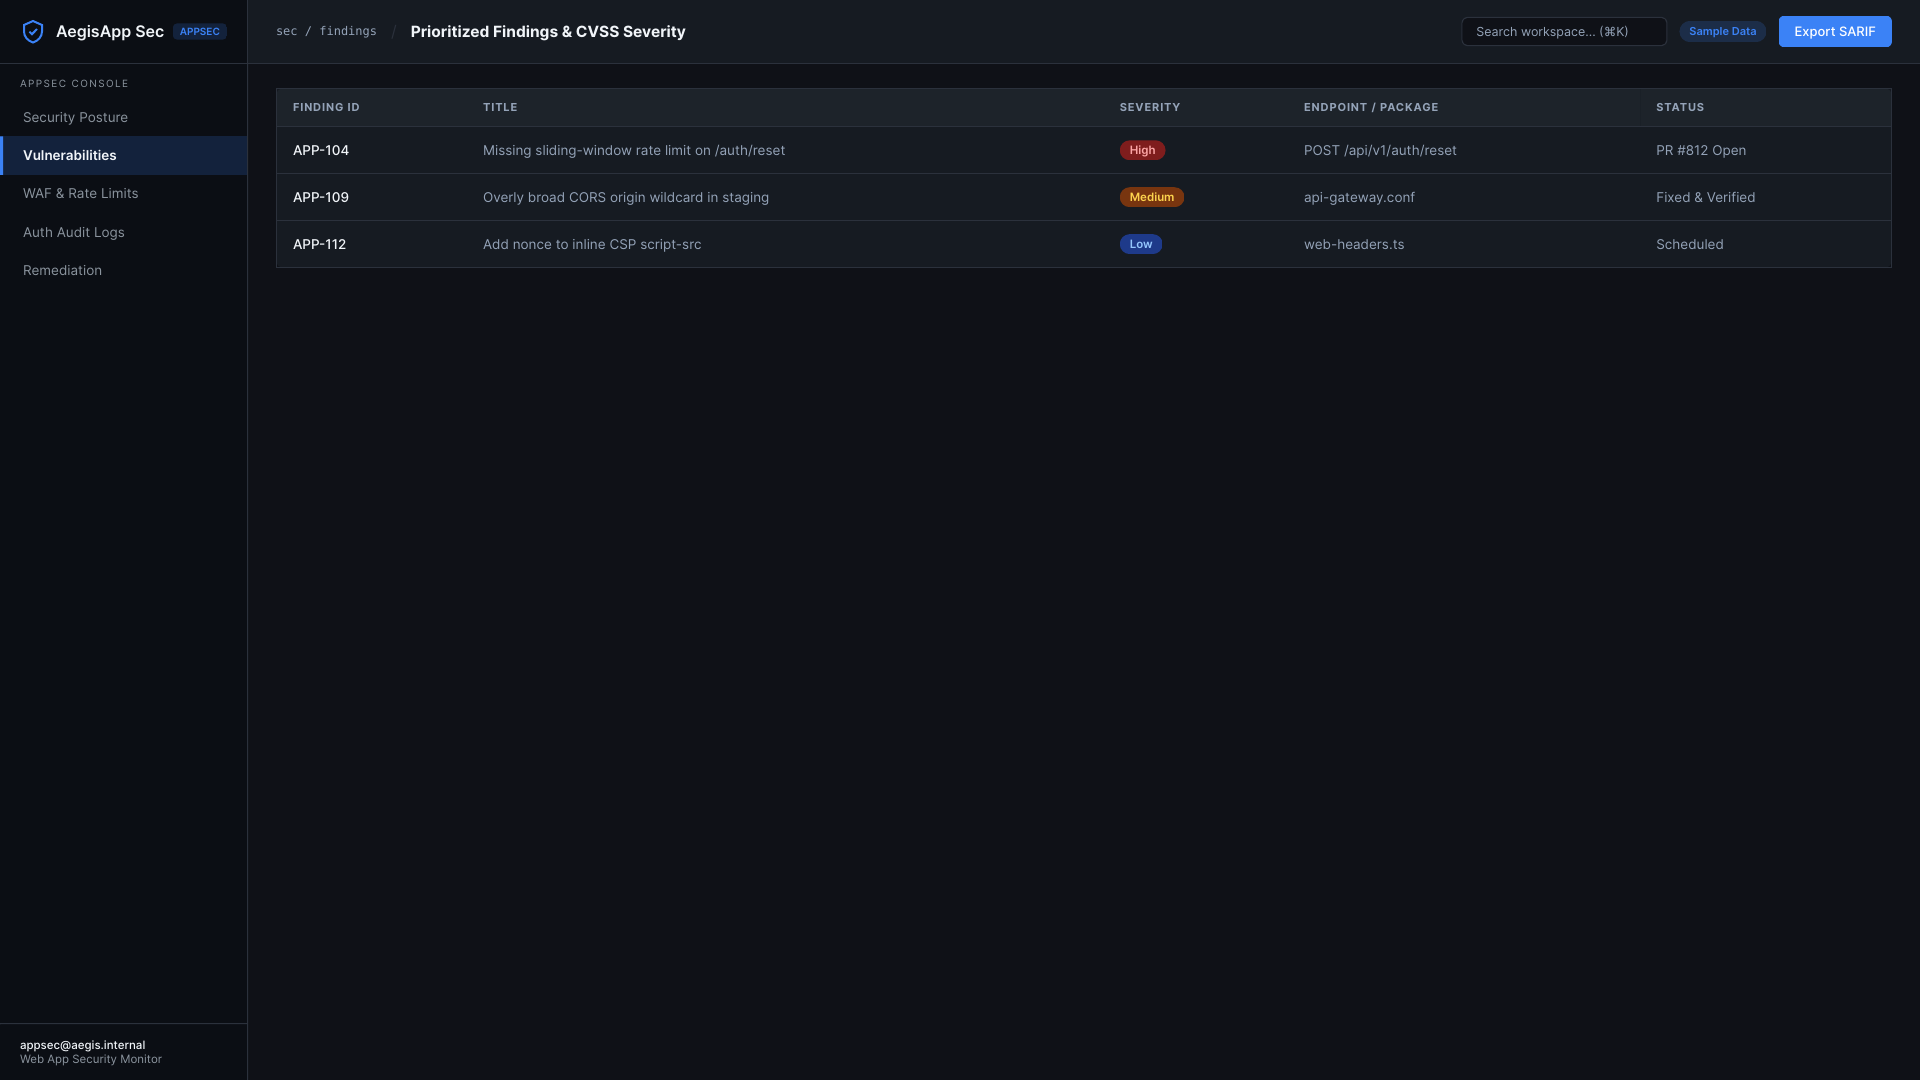 AegisApp Sec APPSEC
sec / findings / Prioritized Findings & CVSS Severity
Search workspace... (⌘K)
Sample Data
Export SARIF
APPSEC CONSOLE
Security Posture
Vulnerabilities
WAF & Rate Limits
Auth Audit Logs
Remediation
FINDING ID TITLE SEVERITY ENDPOINT / PACKAGE STATUS
APP-104 Missing sliding-window rate limit on /auth/reset High POST /api/v1/auth/reset PR #812 Open
APP-109 Overly broad CORS origin wildcard in staging Medium api-gateway.conf Fixed & Verified
APP-112 Add nonce to inline CSP script-src Low web-headers.ts Scheduled
appsec@aegis.internal
Web App Security Monitor